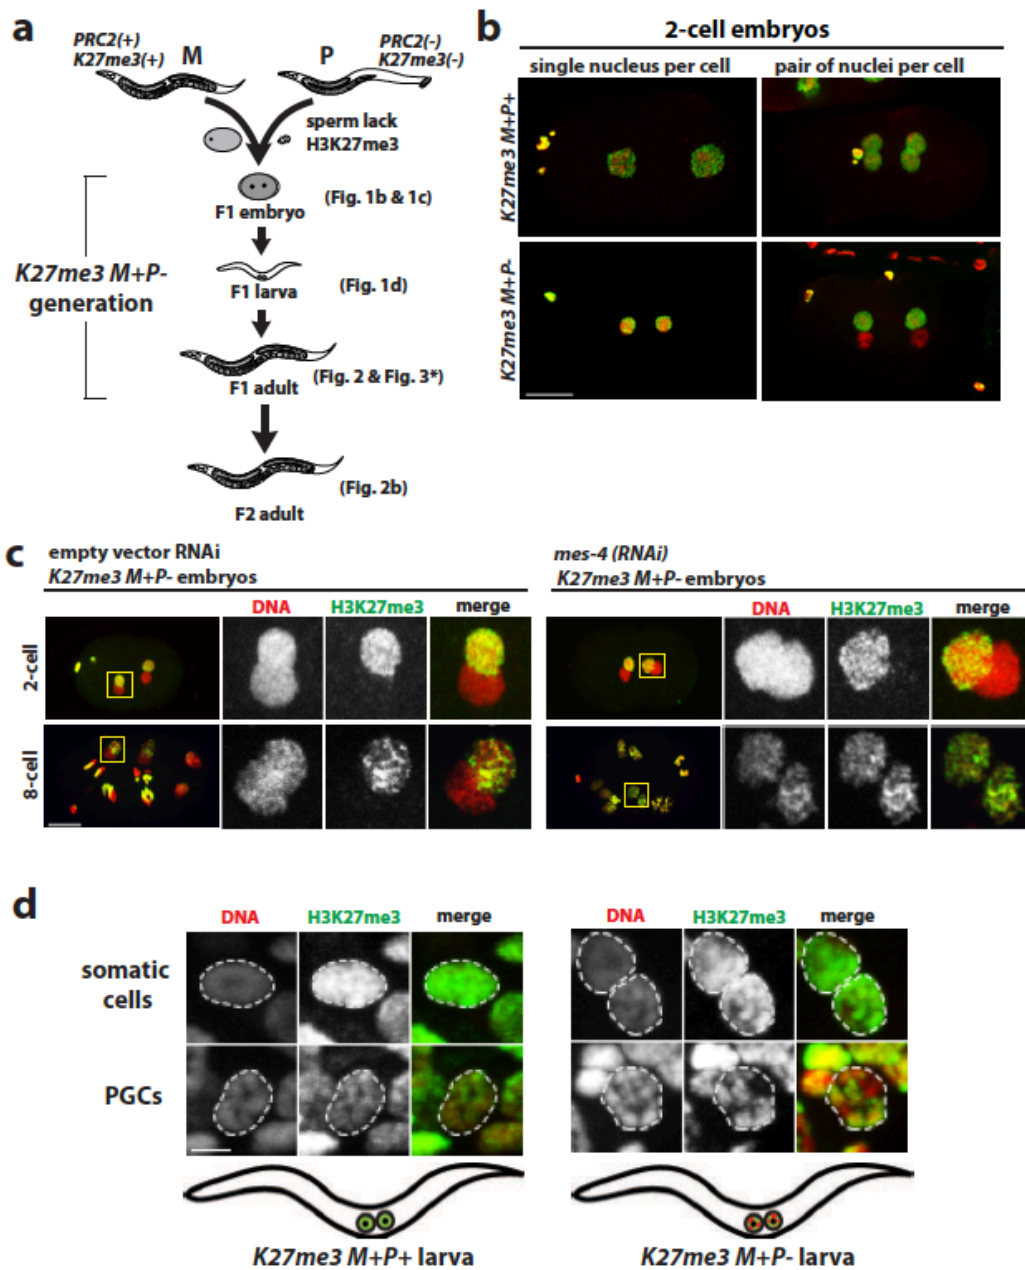 a
PRC2(+)
K27me3(+)
M
P
PRC2(-)
K27me3(-)
sperm lack
H3K27me3
F1 embryo
(Fig. 1b & 1c)
K27me3 M+P-
generation
F1 larva
(Fig. 1d)
F1 adult
(Fig. 2 & Fig. 3*)
F2 adult
(Fig. 2b)
b
2-cell embryos
single nucleus per cell
pair of nuclei per cell
K27me3 M+P+
K27me3 M+P-
c
empty vector RNAi
K27me3 M+P- embryos
DNA
H3K27me3
merge
2-cell
8-cell
mes-4 (RNAi)
K27me3 M+P- embryos
DNA
H3K27me3
merge
d
DNA
H3K27me3
merge
DNA
H3K27me3
merge
somatic
cells
PGCs
K27me3 M+P+ larva
K27me3 M+P- larva